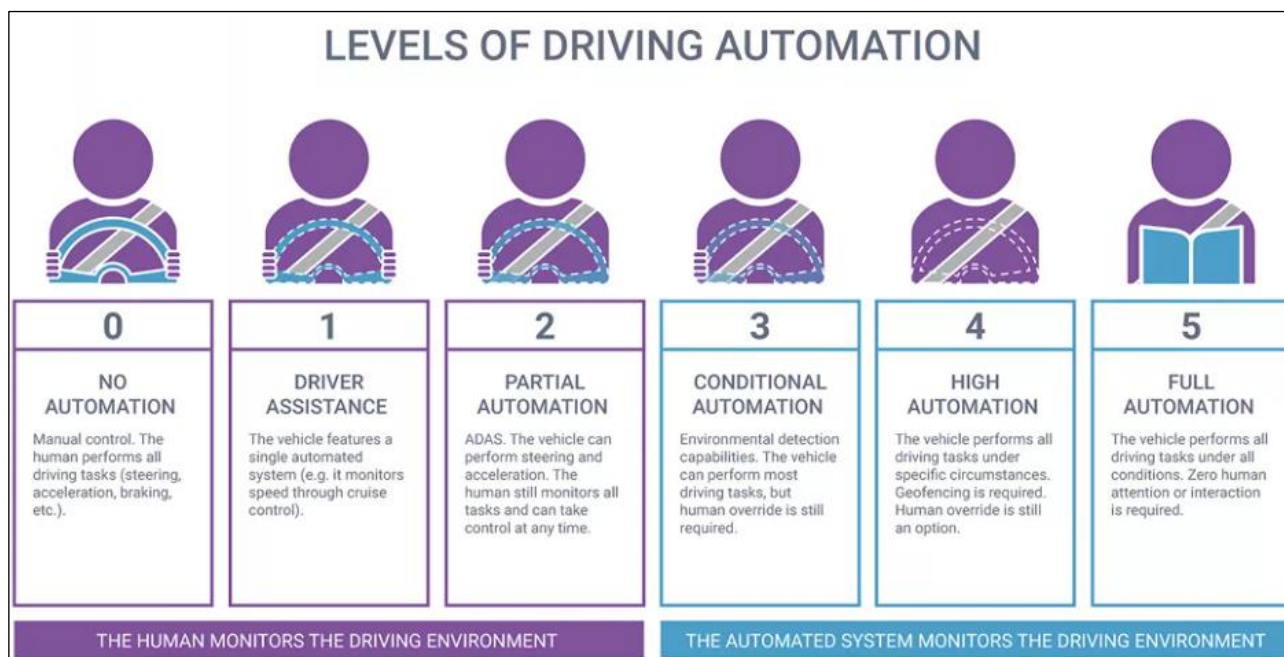 LEVELS OF DRIVING AUTOMATION
0
NO
AUTOMATION
Manual control. The
human performs all
driving tasks (steering,
acceleration, braking,
etc.).
1
DRIVER
ASSISTANCE
The vehicle features a
single automated
system (e.g. it monitors
speed through cruise
control).
2
PARTIAL
AUTOMATION
ADAS. The vehicle can
perform steering and
acceleration. The
human still monitors all
tasks and can take
control at any time.
3
CONDITIONAL
AUTOMATION
Environmental detection
capabilities. The vehicle
can perform most
driving tasks, but
human override is still
required.
4
HIGH
AUTOMATION
The vehicle performs all
driving tasks under
specific circumstances.
Geofencing is required.
Human override is still
an option.
5
FULL
AUTOMATION
The vehicle performs all
driving tasks under all
conditions. Zero human
attention or interaction
is required.
THE HUMAN MONITORS THE DRIVING ENVIRONMENT
THE AUTOMATED SYSTEM MONITORS THE DRIVING ENVIRONMENT